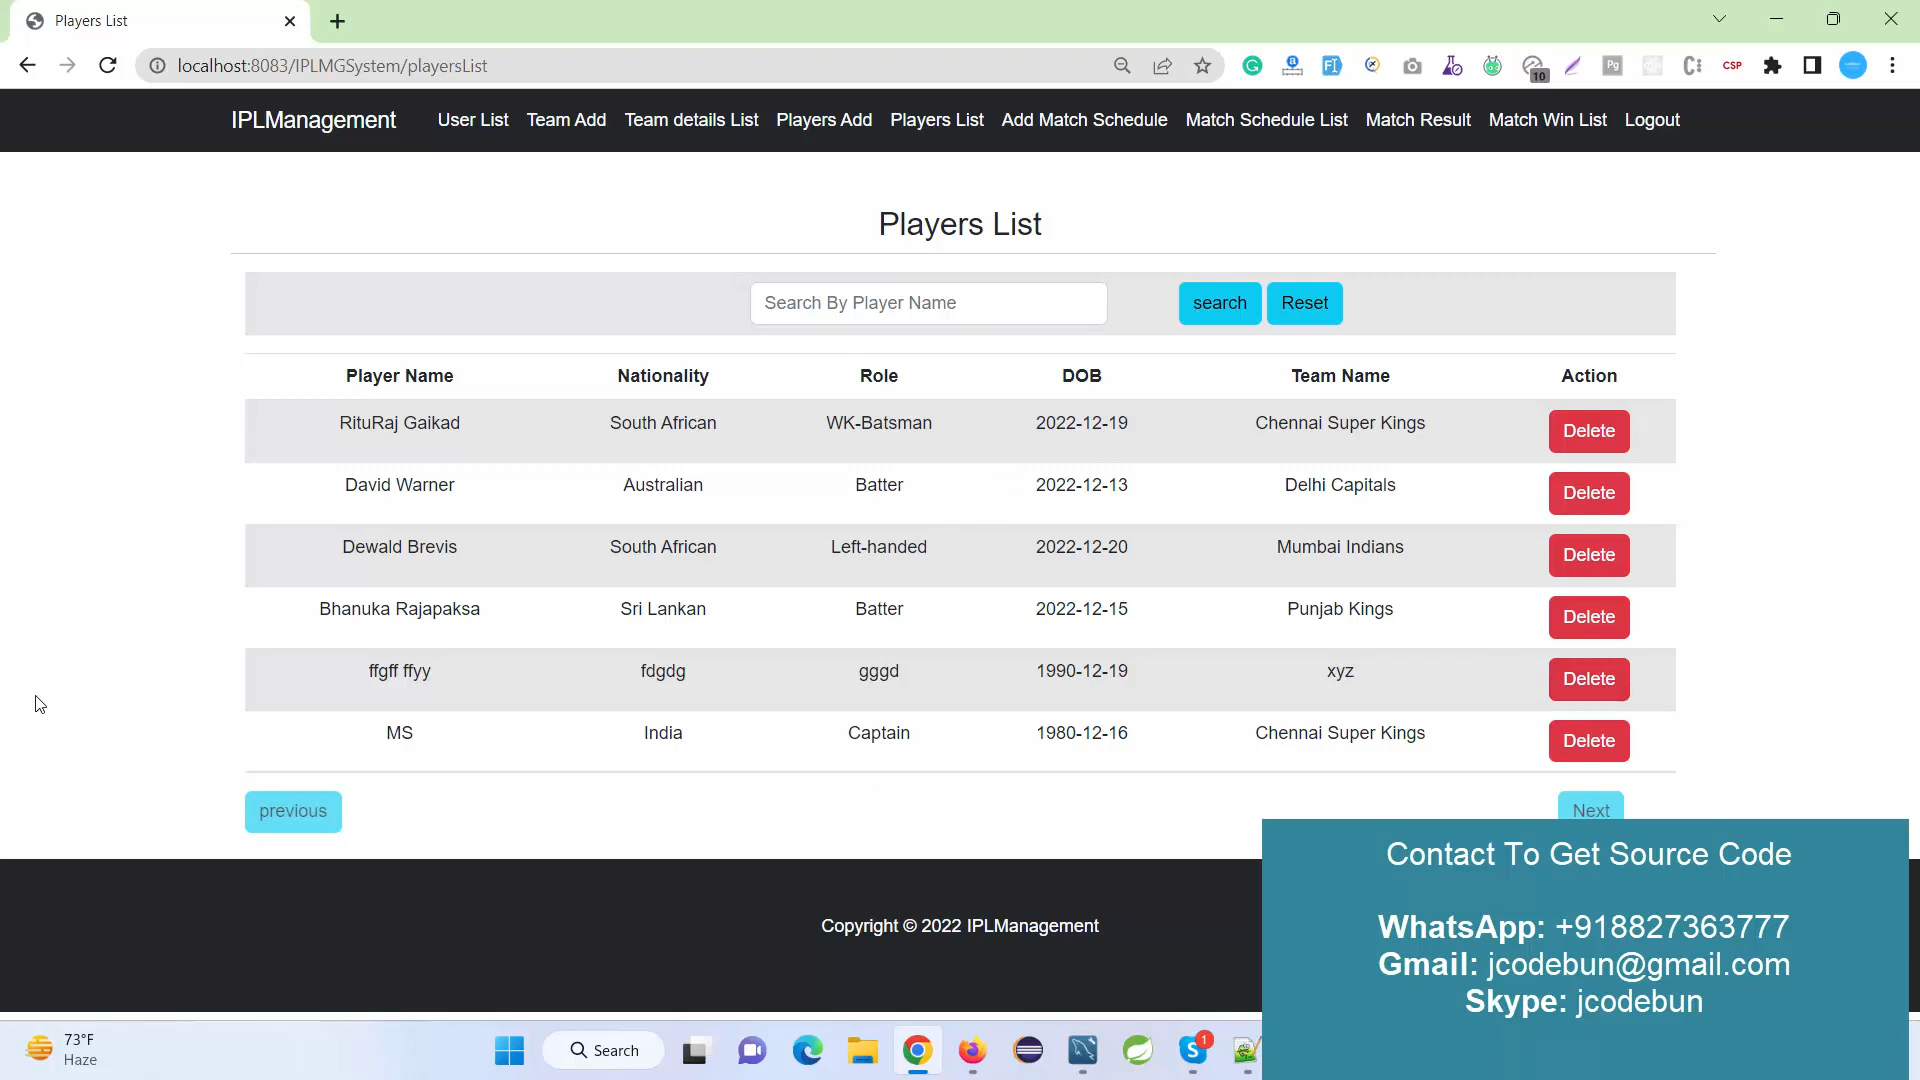 Players List
localhost:8083/IPLMGSystem/playersList
10
Pg
CSP
IPLManagement User List Team Add Team details List Players Add Players List Add Match Schedule Match Schedule List Match Result Match Win List Logout
Players List
Search By Player Name search Reset
Player Name Nationality Role DOB Team Name Action
RituRaj Gaikad South African WK-Batsman 2022-12-19 Chennai Super Kings Delete
David Warner Australian Batter 2022-12-13 Delhi Capitals Delete
Dewald Brevis South African Left-handed 2022-12-20 Mumbai Indians Delete
Bhanuka Rajapaksa Sri Lankan Batter 2022-12-15 Punjab Kings Delete
ffgff ffyy fdgdg gggd 1990-12-19 xyz Delete
MS India Captain 1980-12-16 Chennai Super Kings Delete
previous Next
Contact To Get Source Code
WhatsApp: +918827363777
Gmail: jcodebun@gmail.com
Skype: jcodebun
Copyright © 2022 IPLManagement
73°F
Haze
Search
1